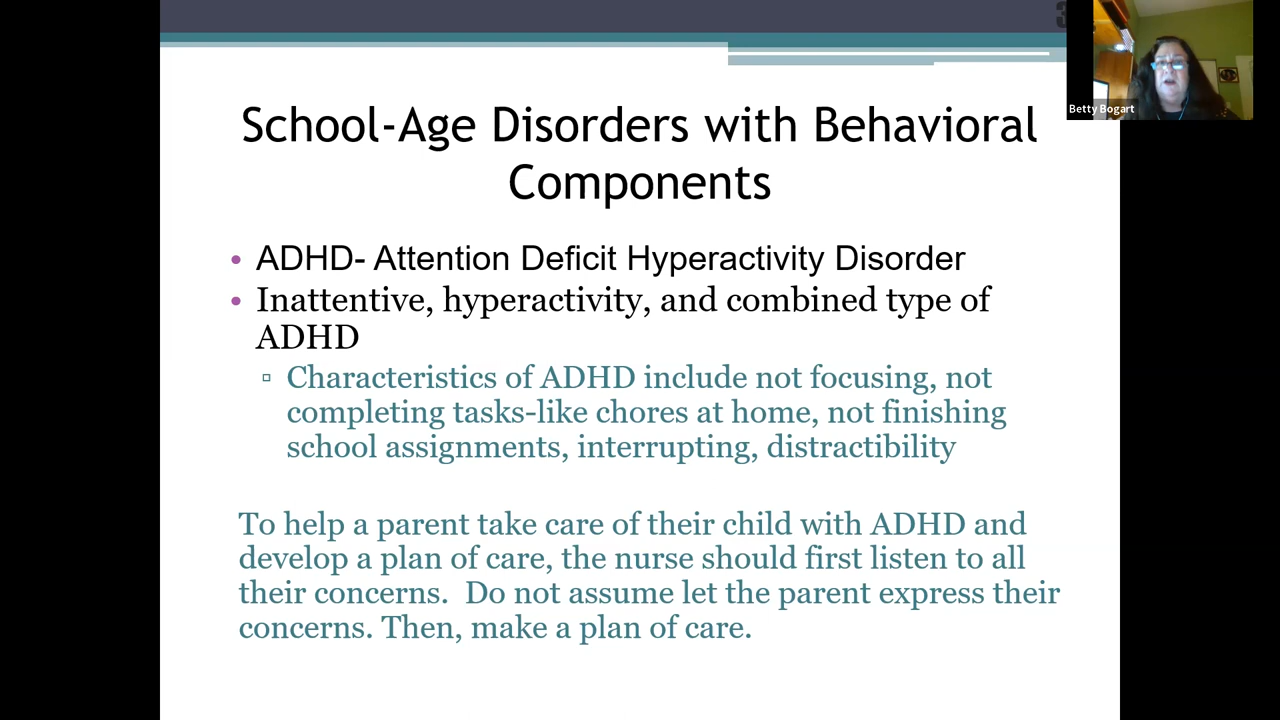 Betty Bogart
School-Age Disorders with Behavioral
Components
• ADHD- Attention Deficit Hyperactivity Disorder
• Inattentive, hyperactivity, and combined type of
ADHD
▫ Characteristics of ADHD include not focusing, not
completing tasks-like chores at home, not finishing
school assignments, interrupting, distractibility
To help a parent take care of their child with ADHD and
develop a plan of care, the nurse should first listen to all
their concerns.  Do not assume let the parent express their
concerns. Then, make a plan of care.